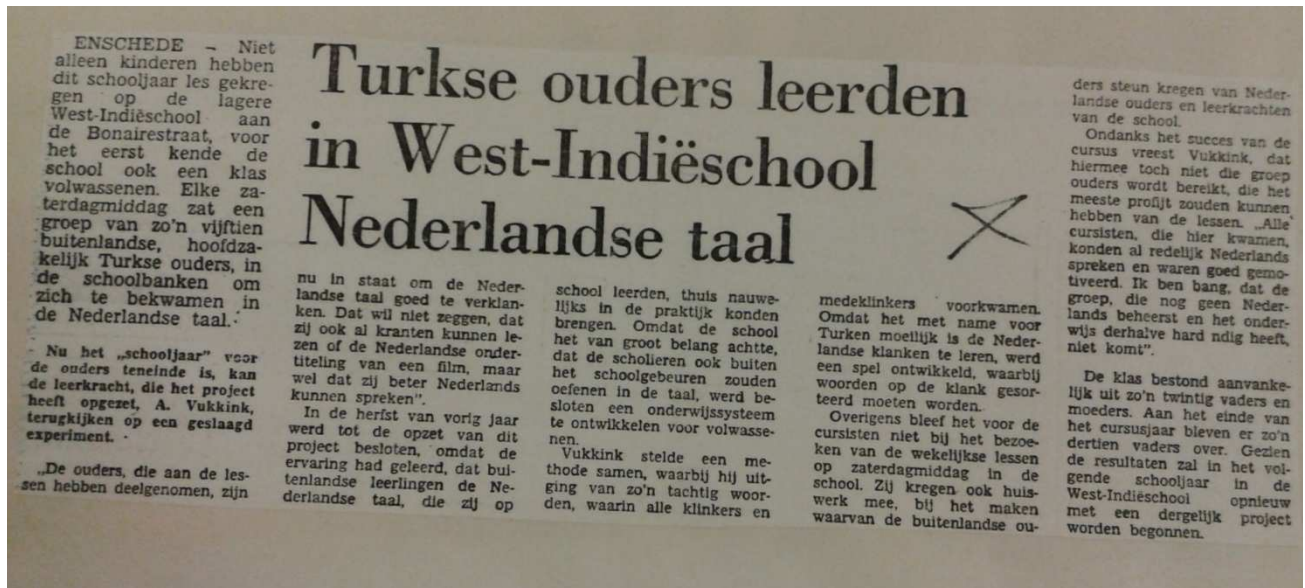 Turkse ouders leerden
in West-Indiëschool
Nederlandse taal
ENSCHEDE — Niet
alleen kinderen hebben
dit schooljaar les gekre-
gen op de lagere
West-Indiëschool aan
de Bonairestraat, voor
het eerst kende de
school ook een klas
volwassenen. Elke za-
terdagmiddag zat een
groep van zo'n vijftien
buitenlandse, hoofdza-
kelijk Turkse ouders, in
de schoolbanken om
zich te bekwamen in
de Nederlandse taal.
Nu het „schooljaar" voor
de ouders teneinde is, kan
de leerkracht, die het project
heeft opgezet, A. Vukkink,
terugkijken op een geslaagd
experiment.
„De ouders, die aan de les-
sen hebben deelgenomen, zijn
nu in staat om de Neder-
landse taal goed te verklan-
ken. Dat wil niet zeggen, dat
zij ook al kranten kunnen le-
zen of de Nederlandse onder-
titeling van een film, maar
wel dat zij beter Nederlands
kunnen spreken".
In de herfst van vorig jaar
werd tot de opzet van dit
project besloten, omdat de
ervaring had geleerd, dat bui-
tenlandse leerlingen de Ne-
derlandse taal, die zij op
school leerden, thuis nauwe-
lijks in de praktijk konden
brengen. Omdat de school
het van groot belang achtte,
dat de scholieren ook buiten
het schoolgebeuren zouden
oefenen in de taal, werd be-
sloten een onderwijssysteem
te ontwikkelen voor volwasse-
nen.
Vukkink stelde een me-
thode samen, waarbij hij uit-
ging van zo'n tachtig woor-
den, waarin alle klinkers en
medeklinkers voorkwamen.
Omdat het met name voor
Turken moeilijk is de Neder-
landse klanken te leren, werd
een spel ontwikkeld, waarbij
woorden op de klank gesor-
teerd moeten worden.
Overigens bleef het voor de
cursisten niet bij het bezoe-
ken van de wekelijkse lessen
op zaterdagmiddag in de
school. Zij kregen ook huis-
werk mee, bij het maken
waarvan de buitenlandse ou-
ders steun kregen van Neder-
landse ouders en leerkrachten
van de school.
Ondanks het succes van de
cursus vreest Vukkink, dat
hiermee toch niet die groep
ouders wordt bereikt, die het
meeste profijt zouden kunnen
hebben van de lessen. „Alle
cursisten, die hier kwamen,
konden al redelijk Nederlands
spreken en waren goed gemo-
tiveerd. Ik ben bang, dat de
groep, die nog geen Neder-
lands beheerst en het onder-
wijs derhalve hard ndig heeft,
niet komt".
De klas bestond aanvanke-
lijk uit zo'n twintig vaders en
moeders. Aan het einde van
het cursusjaar bleven er zo'n
dertien vaders over. Gezien
de resultaten zal in het vol-
gende schooljaar in de
West-Indiëschool opnieuw
met een dergelijk project
worden begonnen.